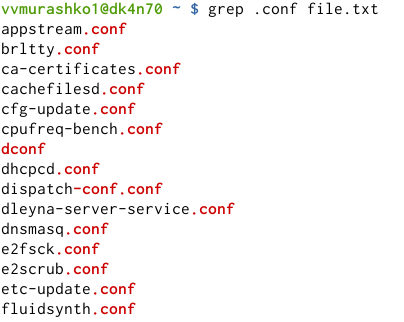 vvmurashko1@dk4n70 ~ $ grep .conf file.txt
appstream.conf
brltty.conf
ca-certificates.conf
cachefilesd.conf
cfg-update.conf
cpufreq-bench.conf
dconf
dhcpcd.conf
dispatch-conf.conf
dleyna-server-service.conf
dnsmasq.conf
e2fsck.conf
e2scrub.conf
etc-update.conf
fluidsynth.conf